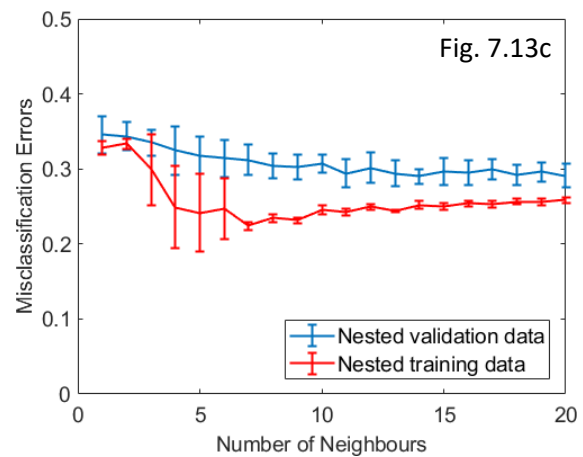 Fig. 7.13c
0.5
0.4
0.3
0.2
0.1
0
Misclassification Errors
Nested validation data
Nested training data
0 5 10 15 20
Number of Neighbours